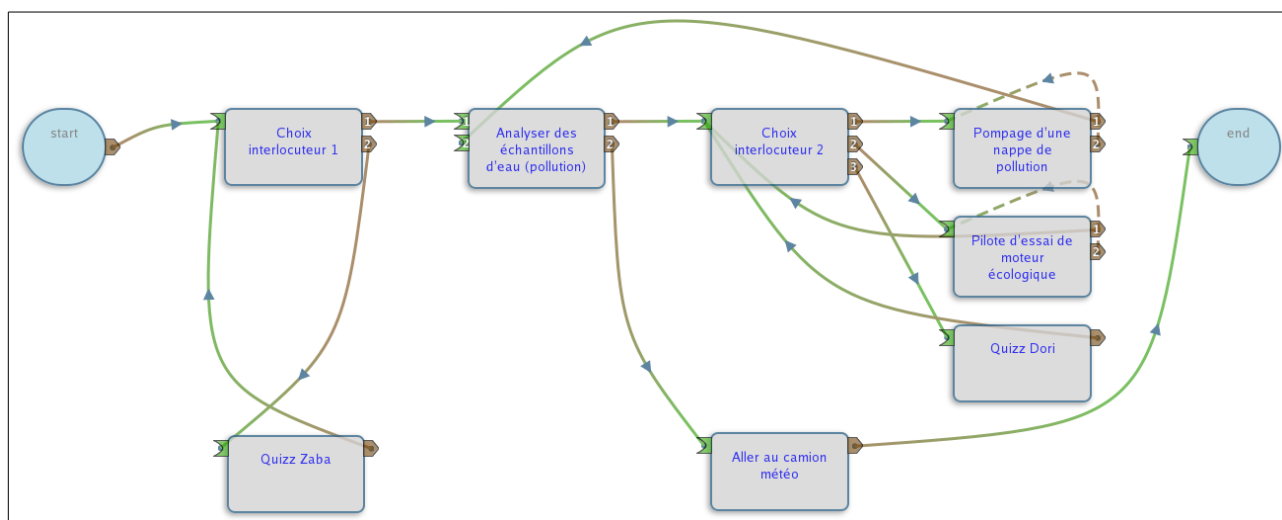 start
Choix
interlocuteur 1
1
2
1
2
Analyser des
échantillons
d'eau (pollution)
1
2
Choix
interlocuteur 2
1
2
3
Pompage d'une
nappe de
pollution
1
2
end
Pilote d'essai de
moteur
écologique
1
2
Quizz Dori
Quizz Zaba
Aller au camion
météo